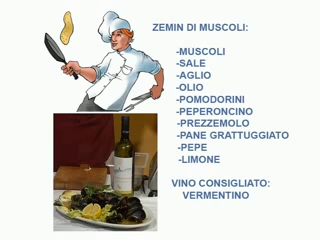 ZEMIN DI MUSCOLI:
-MUSCOLI
-SALE
-AGLIO
-OLIO
-POMODORINI
-PEPERONCINO
-PREZZEMOLO
-PANE GRATTUGGIATO
-PEPE
-LIMONE
VINO CONSIGLIATO:
VERMENTINO